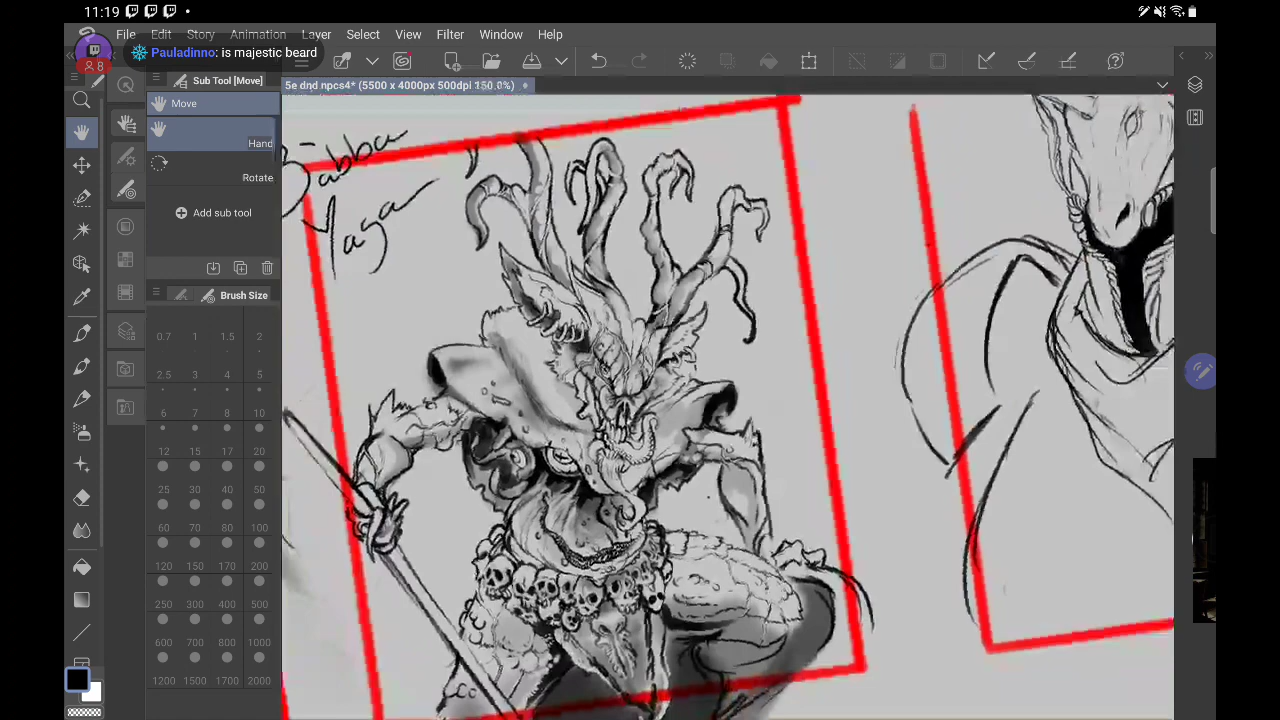 11:19
File Edit Story Animation Layer Select View Filter Window Help
Pauladinno: is majestic beard
8
Sub Tool [Move]
5e dnd npcs4* (5500 x 4000px 500dpi 150.0%)
Move
Hand
Rotate
Add sub tool
Brush Size
0.7 1 1.5 2
2.5 3 4 5
6 7 8 10
12 15 17 20
25 30 40 50
60 70 80 100
120 150 170 200
250 300 400 500
600 700 800 1000
1200 1500 1700 2000
Babba
Yaga